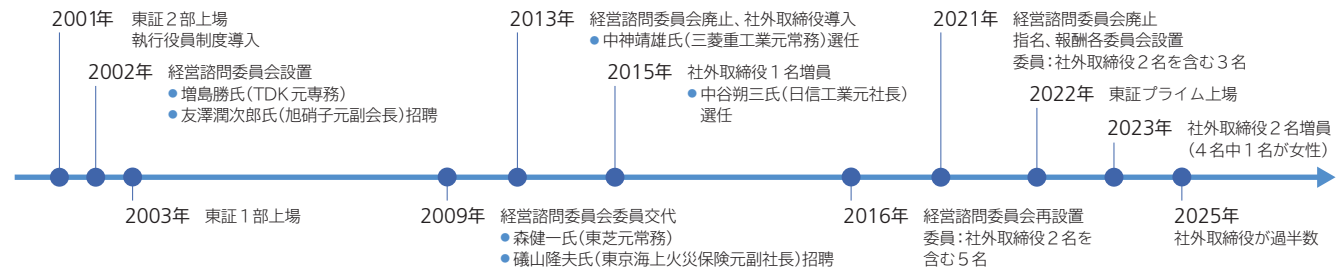 2001年 東証2部上場
執行役員制度導入
2002年 経営諮問委員会設置
● 増島勝氏(TDK元専務)
● 友澤潤次郎氏(旭硝子元副会長)招聘
2003年 東証1部上場
2009年 経営諮問委員会委員交代
● 森健一氏(東芝元常務)
● 礒山隆夫氏(東京海上火災保険元副社長)招聘
2013年 経営諮問委員会廃止、社外取締役導入
● 中神靖雄氏(三菱重工業元常務)選任
2015年 社外取締役1名増員
● 中谷朔三氏(日信工業元社長)
選任
2016年 経営諮問委員会再設置
委員:社外取締役2名を
含む5名
2021年 経営諮問委員会廃止
指名、報酬各委員会設置
委員:社外取締役2名を含む3名
2022年 東証プライム上場
2023年 社外取締役2名増員
(4名中1名が女性)
2025年
社外取締役が過半数